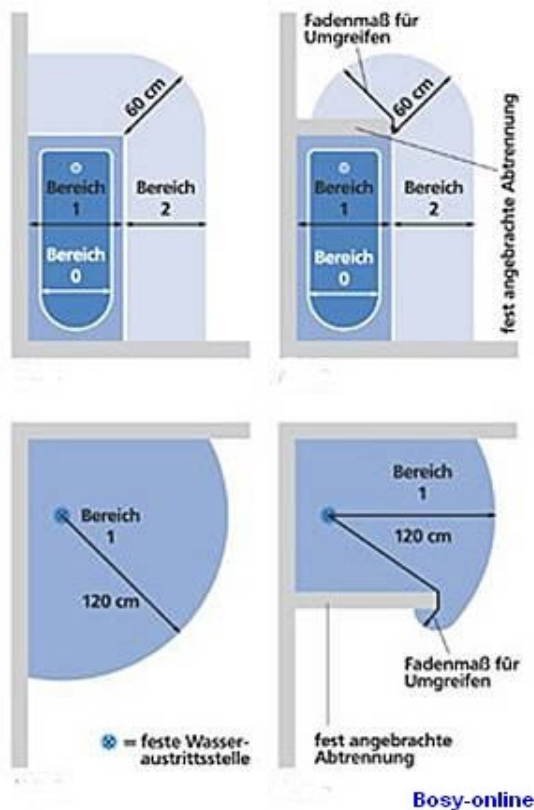 60 cm
Bereich
1
Bereich
2
Bereich
0
Fadenmaß für
Umgreifen
60 cm
fest angebrachte Abtrennung
Bereich
1
Bereich
2
Bereich
0
Bereich
1
120 cm
= feste Wasser-
austrittsstelle
Bereich
1
120 cm
Fadenmaß für
Umgreifen
fest angebrachte
Abtrennung
Bosy-online